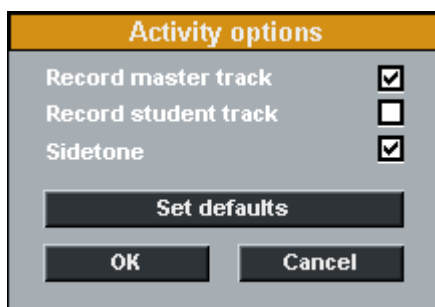 Activity options
Record master track
Record student track
Sidetone
Set defaults
OK Cancel